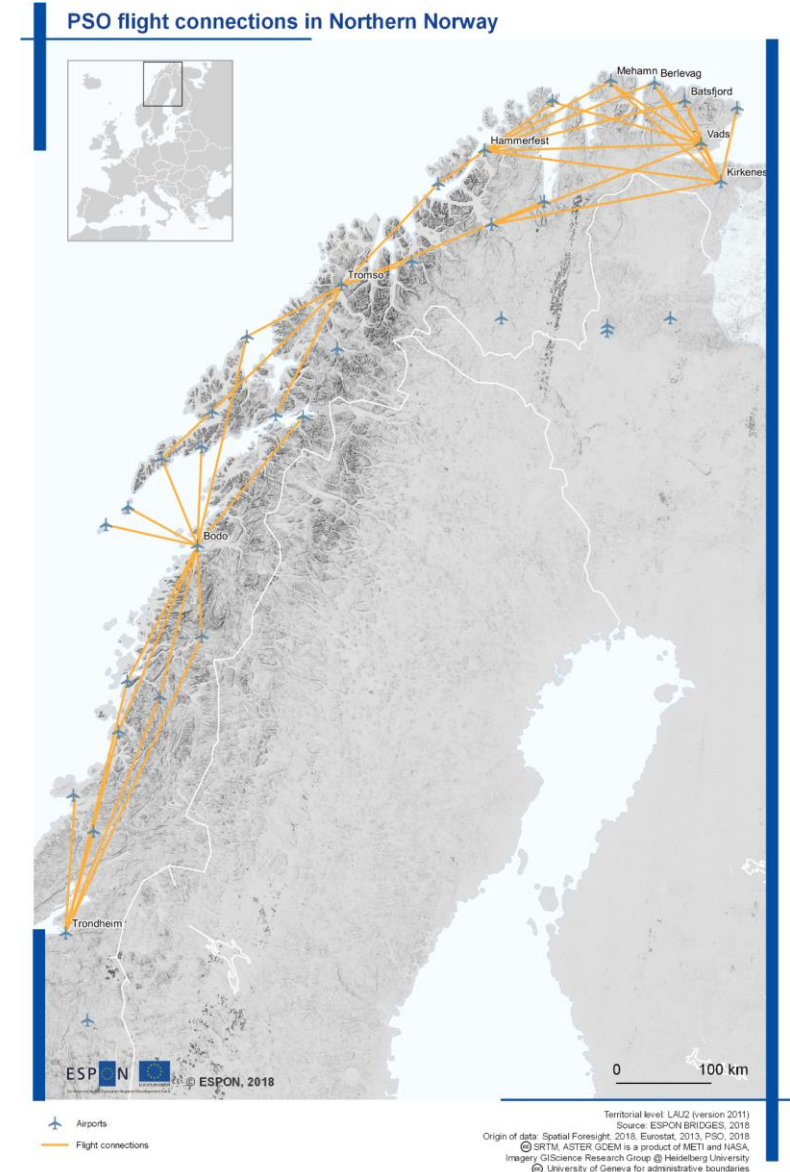 PSO flight connections in Northern Norway
Mehamn Berlevag
Batsfjord
Vads
Hammerfest
Kirkenes
Tromsø
Bodo
Trondheim
ESPON
© ESPON, 2018
0 100 km
Airports
Flight connections
Territorial level: LAU2 (version 2011)
Source: ESPON BRIDGES, 2018
Origin of data: Spatial Foresight, 2018, Eurostat, 2013, PSO, 2018
cc SRTM, ASTER GDEM is a product of METI and NASA,
Imagery GIScience Research Group @ Heidelberg University
cc University of Geneva for administrative boundaries